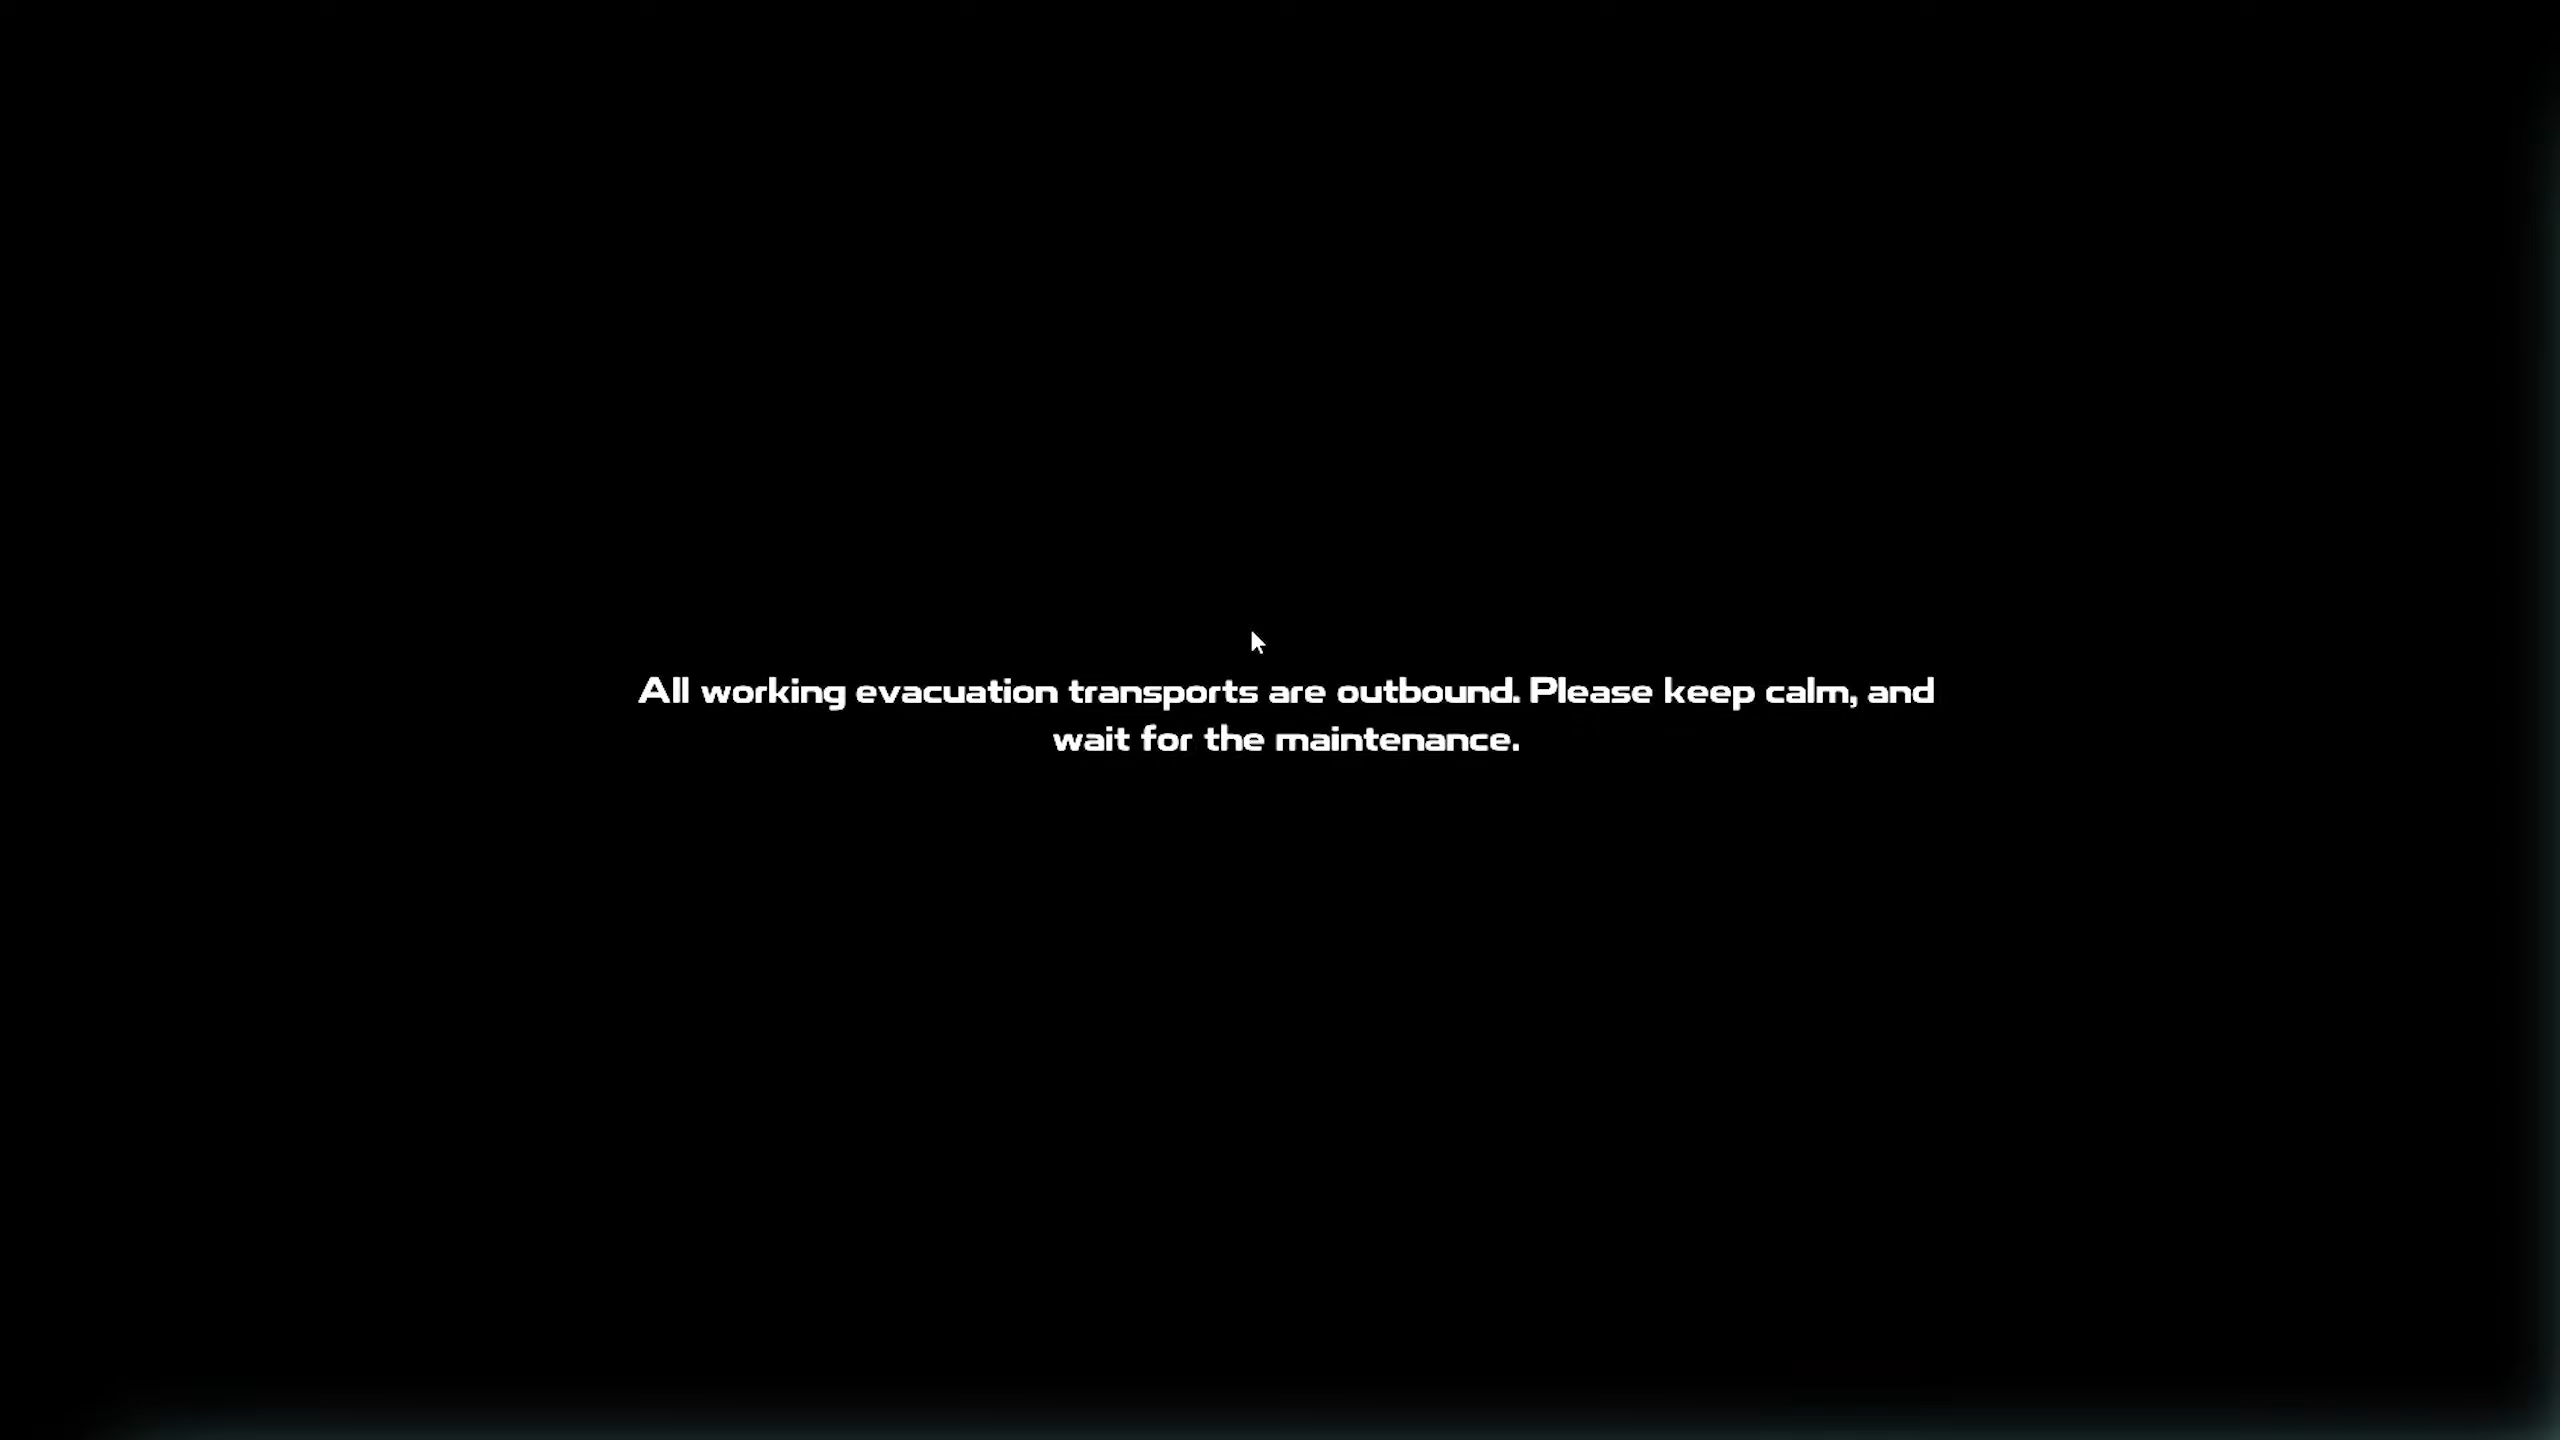 All working evacuation transports are outbound. Please keep calm, and
wait for the maintenance.